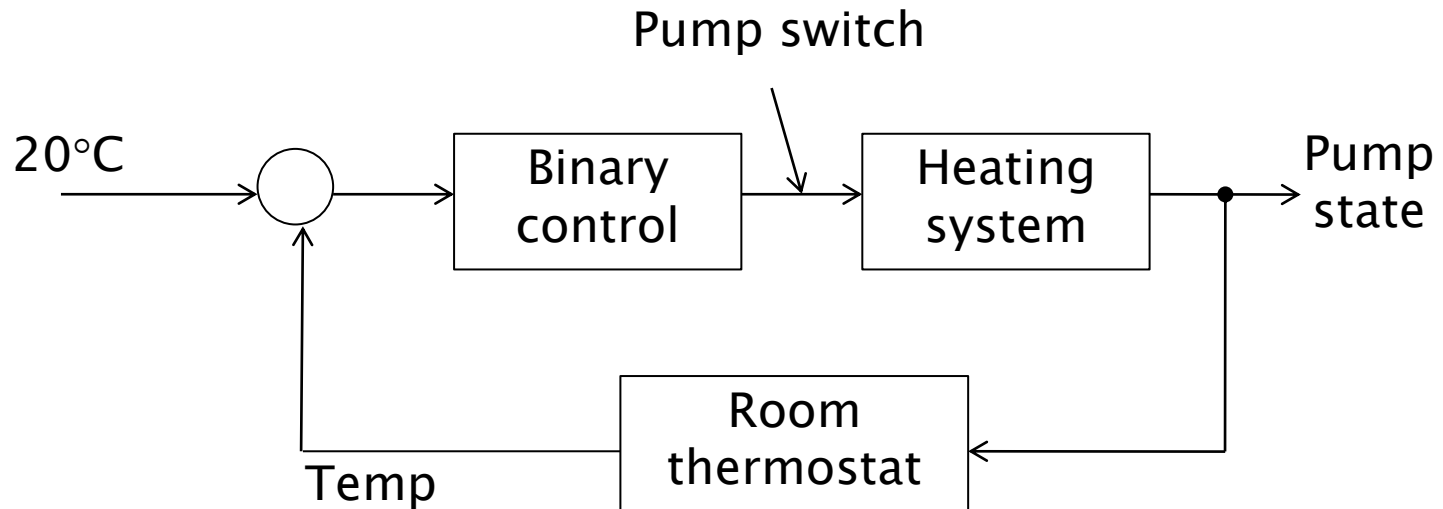 Pump switch
20°C
Binary
control
Heating
system
Pump
state
Room
thermostat
Temp